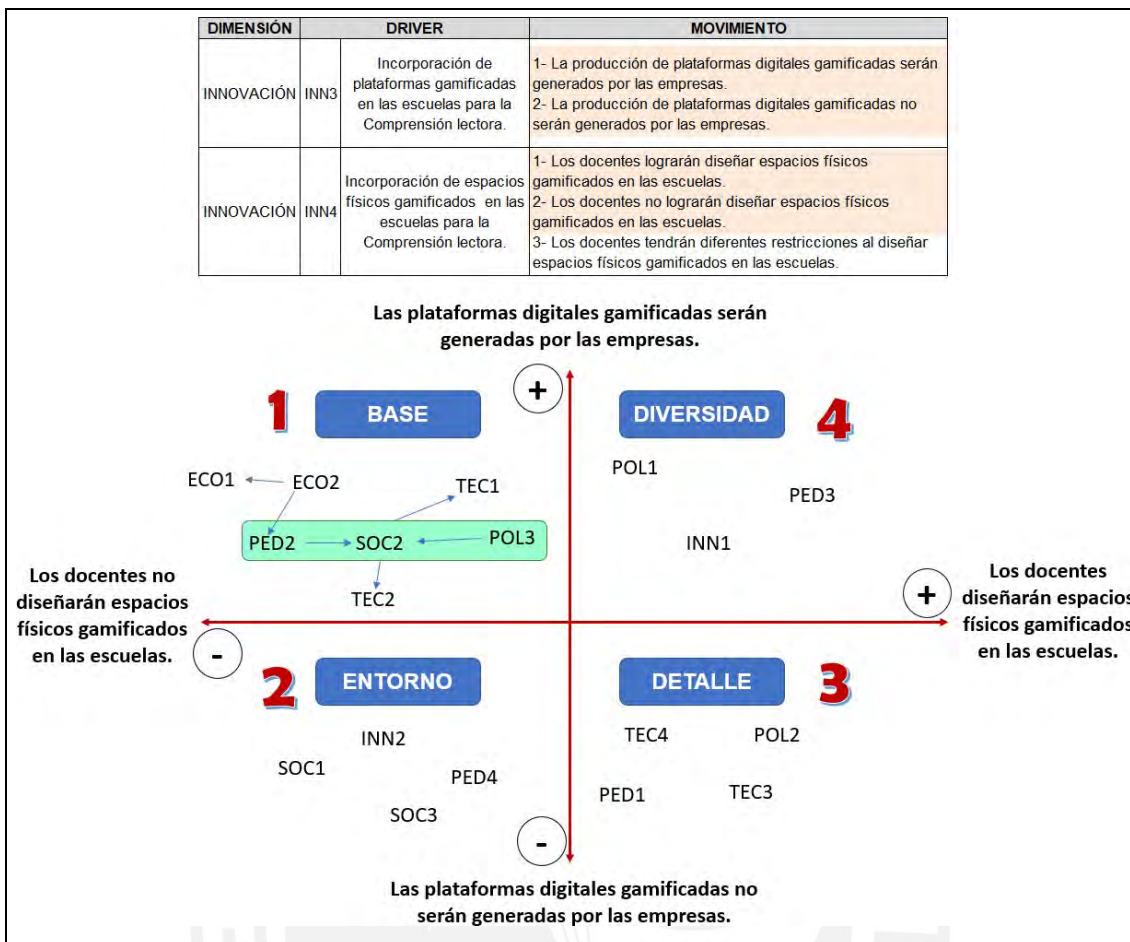 DIMENSIÓN DRIVER MOVIMIENTO
INNOVACIÓN INN3
Incorporación de
plataformas gamificadas
en las escuelas para la
Comprensión lectora.
1- La producción de plataformas digitales gamificadas serán
generados por las empresas.
2- La producción de plataformas digitales gamificadas no
serán generados por las empresas.
INNOVACIÓN INN4
Incorporación de espacios
físicos gamificados en las
escuelas para la
Comprensión lectora.
1- Los docentes lograrán diseñar espacios físicos
gamificados en las escuelas.
2- Los docentes no lograrán diseñar espacios físicos
gamificados en las escuelas.
3- Los docentes tendrán diferentes restricciones al diseñar
espacios físicos gamificados en las escuelas.
Las plataformas digitales gamificadas serán
generadas por las empresas.
+
1 BASE
DIVERSIDAD 4
ECO1 ECO2 TEC1
PED2 SOC2 POL3
TEC2
POL1
PED3
INN1
Los docentes no
diseñarán espacios
físicos gamificados
en las escuelas.
-
+
Los docentes
diseñarán espacios
físicos gamificados
en las escuelas.
2 ENTORNO
DETALLE 3
INN2
SOC1
PED4
SOC3
TEC4 POL2
PED1 TEC3
-
Las plataformas digitales gamificadas no
serán generadas por las empresas.